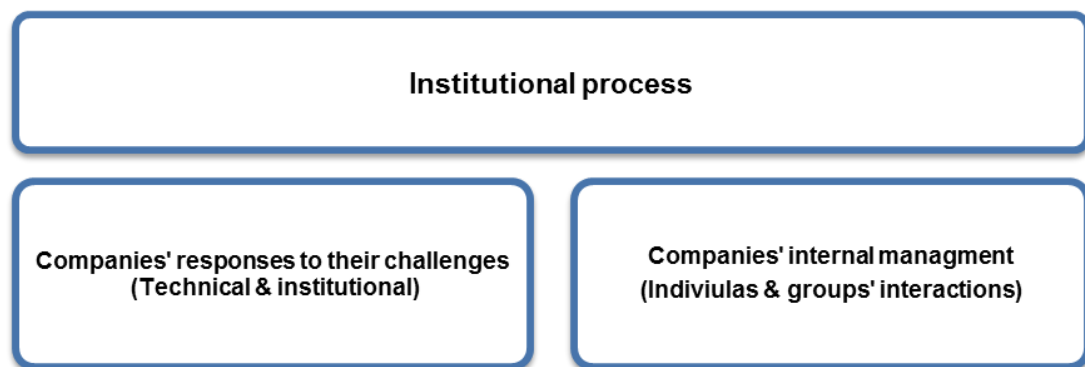 Institutional process
Companies' responses to their challenges
(Technical & institutional)
Companies' internal managment
(Indiviulas & groups' interactions)